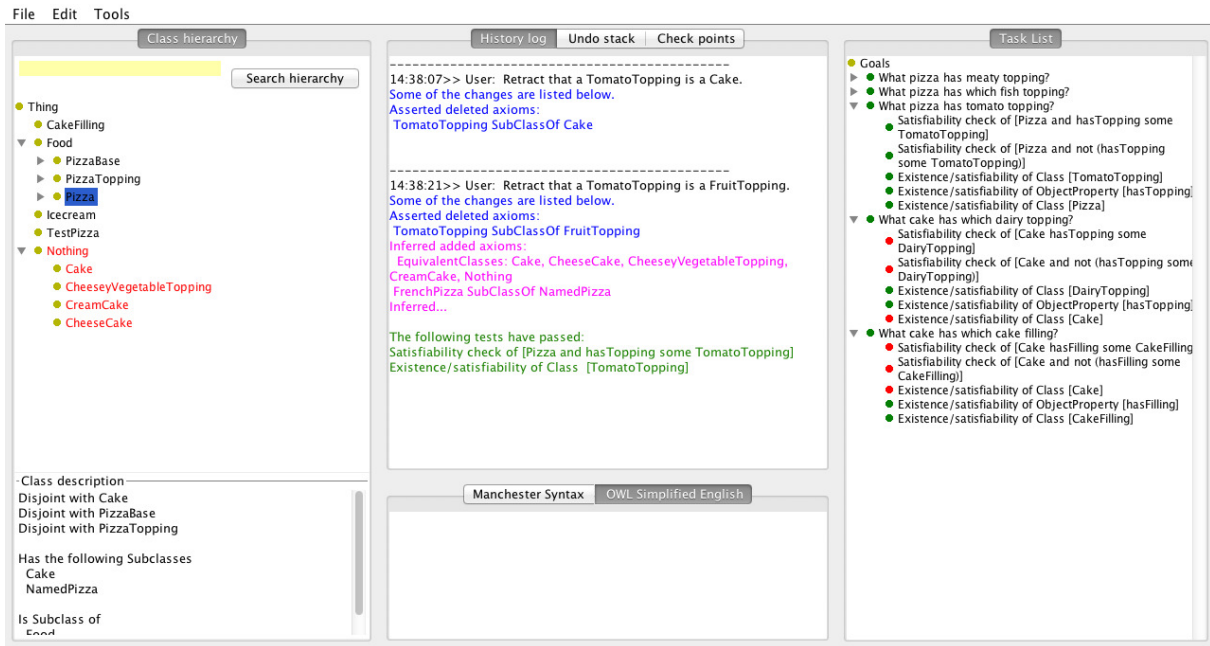 File Edit Tools
Class hierarchy
Search hierarchy
Thing
CakeFilling
Food
PizzaBase
PizzaTopping
Pizza
Icecream
TestPizza
Nothing
Cake
CheeseyVegetableTopping
CreamCake
CheeseCake
Class description
Disjoint with Cake
Disjoint with PizzaBase
Disjoint with PizzaTopping
Has the following Subclasses
Cake
NamedPizza
Is Subclass of
Food
History log Undo stack Check points
---------------------------------------------
14:38:07>> User: Retract that a TomatoTopping is a Cake.
Some of the changes are listed below.
Asserted deleted axioms:
TomatoTopping SubClassOf Cake
---------------------------------------------
14:38:21>> User: Retract that a TomatoTopping is a FruitTopping.
Some of the changes are listed below.
Asserted deleted axioms:
TomatoTopping SubClassOf FruitTopping
Inferred added axioms:
EquivalentClasses: Cake, CheeseCake, CheeseyVegetableTopping,
CreamCake, Nothing
FrenchPizza SubClassOf NamedPizza
Inferred...
The following tests have passed:
Satisfiability check of [Pizza and hasTopping some TomatoTopping]
Existence/satisfiability of Class [TomatoTopping]
Manchester Syntax OWL Simplified English
Task List
Goals
What pizza has meaty topping?
What pizza has which fish topping?
What pizza has tomato topping?
Satisfiability check of [Pizza and hasTopping some
TomatoTopping]
Satisfiability check of [Pizza and not (hasTopping
some TomatoTopping)]
Existence/satisfiability of Class [TomatoTopping]
Existence/satisfiability of ObjectProperty [hasTopping]
Existence/satisfiability of Class [Pizza]
What cake has which dairy topping?
Satisfiability check of [Cake hasTopping some
DairyTopping]
Satisfiability check of [Cake and not (hasTopping some
DairyTopping)]
Existence/satisfiability of Class [DairyTopping]
Existence/satisfiability of ObjectProperty [hasTopping]
Existence/satisfiability of Class [Cake]
What cake has which cake filling?
Satisfiability check of [Cake hasFilling some CakeFilling
Satisfiability check of [Cake and not (hasFilling some
CakeFilling)]
Existence/satisfiability of Class [Cake]
Existence/satisfiability of ObjectProperty [hasFilling]
Existence/satisfiability of Class [CakeFilling]